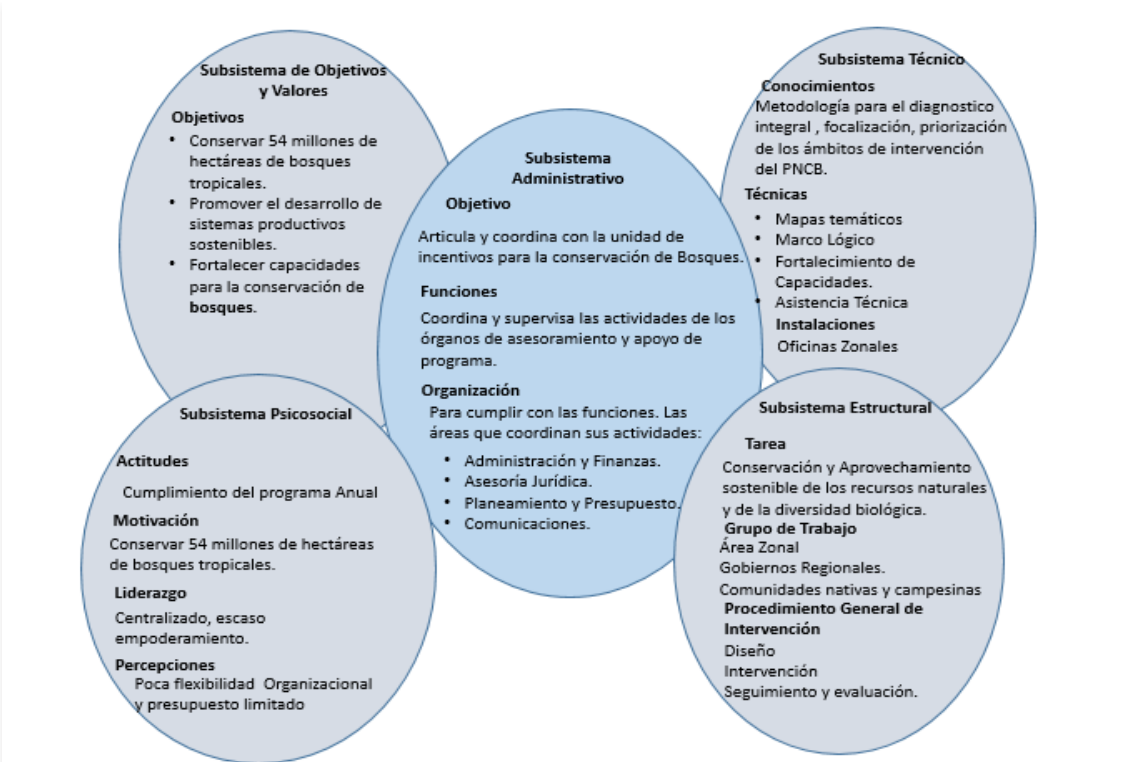 Subsistema de Objetivos
y Valores
Objetivos
• Conservar 54 millones de
hectáreas de bosques
tropicales.
• Promover el desarrollo de
sistemas productivos
sostenibles.
• Fortalecer capacidades
para la conservación de
bosques.
Subsistema Técnico
Conocimientos
Metodología para el diagnostico
integral , focalización, priorización
de los ámbitos de intervención
del PNCB.
Técnicas
• Mapas temáticos
• Marco Lógico
• Fortalecimiento de
Capacidades.
• Asistencia Técnica
Instalaciones
Oficinas Zonales
Subsistema
Administrativo
Objetivo
Articula y coordina con la unidad de
incentivos para la conservación de Bosques.
Funciones
Coordina y supervisa las actividades de los
órganos de asesoramiento y apoyo de
programa.
Organización
Para cumplir con las funciones. Las
áreas que coordinan sus actividades:
• Administración y Finanzas.
• Asesoría Jurídica.
• Planeamiento y Presupuesto.
• Comunicaciones.
Subsistema Psicosocial
Actitudes
Cumplimiento del programa Anual
Motivación
Conservar 54 millones de hectáreas
de bosques tropicales.
Liderazgo
Centralizado, escaso
empoderamiento.
Percepciones
Poca flexibilidad Organizacional
y presupuesto limitado
Subsistema Estructural
Tarea
Conservación y Aprovechamiento
sostenible de los recursos naturales
y de la diversidad biológica.
Grupo de Trabajo
Área Zonal
Gobiernos Regionales.
Comunidades nativas y campesinas
Procedimiento General de
Intervención
Diseño
Intervención
Seguimiento y evaluación.